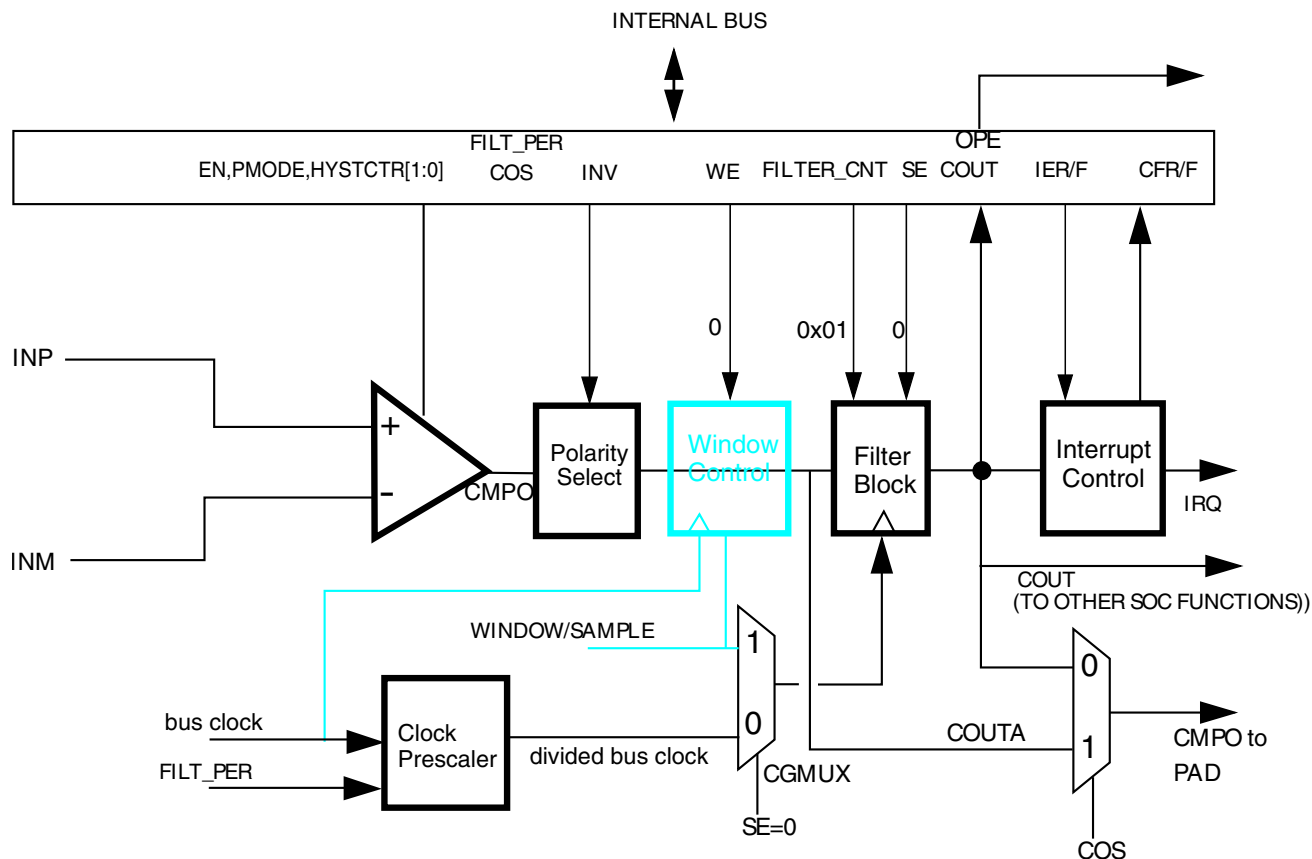 INTERNAL BUS
FILT_PER
OPE
EN,PMODE,HYSTCTR[1:0]
COS
INV
WE
FILTER_CNT
SE
COUT
IER/F
CFR/F
0
0x01
0
INP
+
-
INM
CMPO
Polarity
Select
Window
Control
Filter
Block
Interrupt
Control
IRQ
COUT
(TO OTHER SOC FUNCTIONS))
WINDOW/SAMPLE
1
0
bus clock
FILT_PER
Clock
Prescaler
divided bus clock
CGMUX
SE=0
COUTA
0
1
CMPO to
PAD
COS